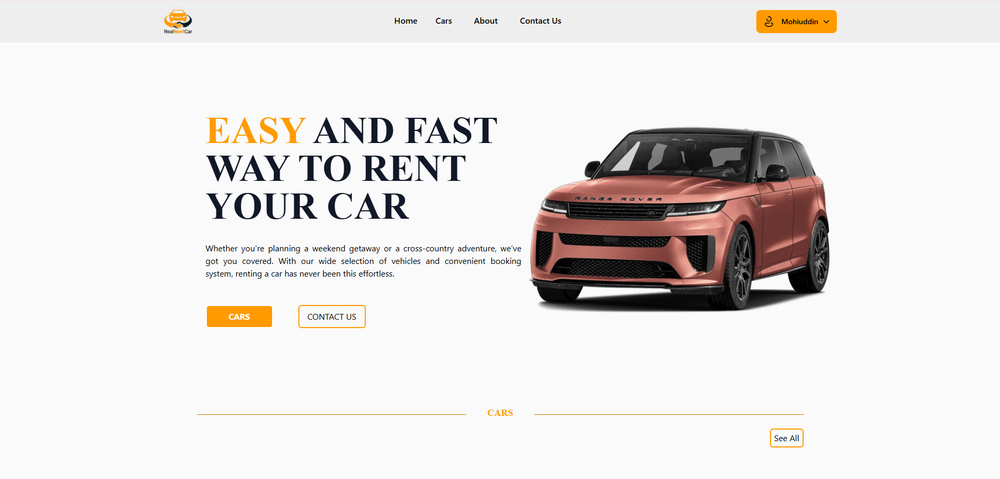 RealRentCar
Home
Cars
About
Contact Us
Mohiuddin
EASY AND FAST
WAY TO RENT
YOUR CAR
Whether you're planning a weekend getaway or a cross-country adventure, we've
got you covered. With our wide selection of vehicles and convenient booking
system, renting a car has never been this effortless.
RANGE ROVER
CARS
CONTACT US
CARS
See All